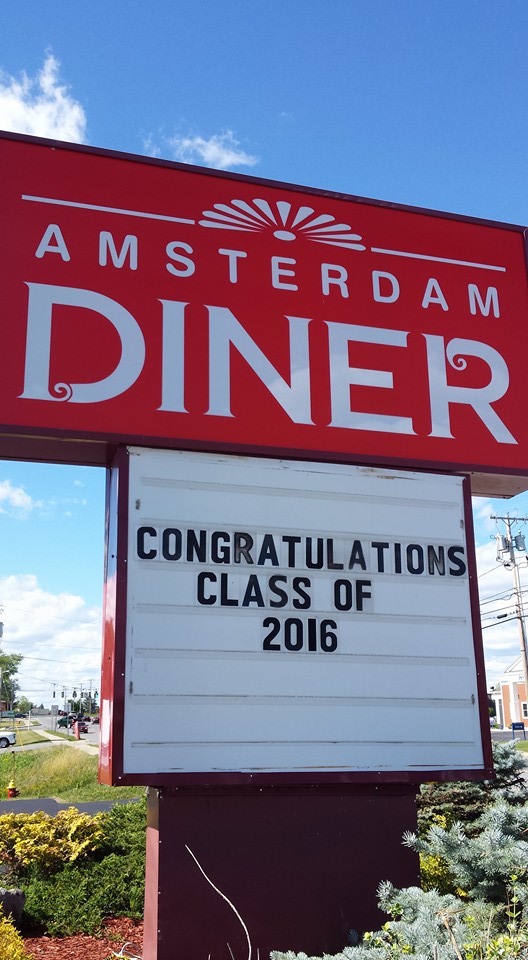 AMSTERDAM
DINER
CONGRATULATIONS
CLASS OF
2016